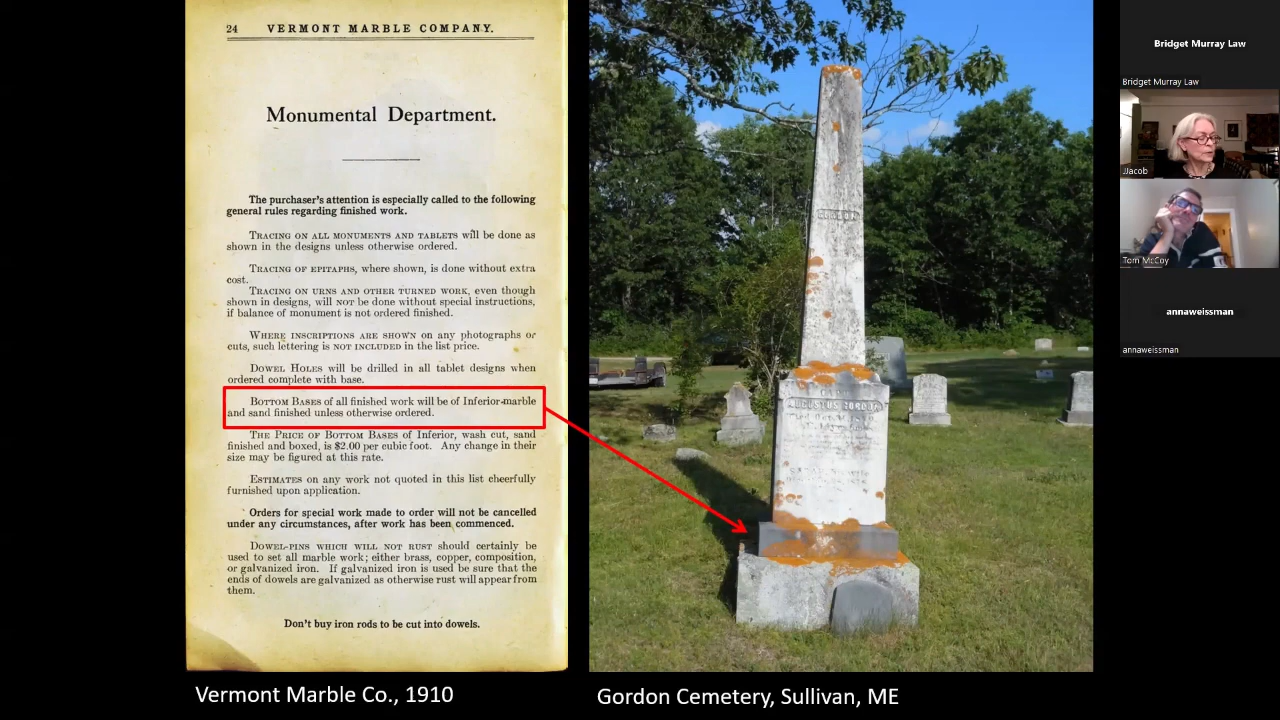 24 VERMONT MARBLE COMPANY.
Monumental Department.
The purchaser's attention is especially called to the following
general rules regarding finished work.
TRACING ON ALL MONUMENTS AND TABLETS will be done as
shown in the designs unless otherwise ordered.
TRACING OF EPITAPHS, where shown, is done without extra
cost.
TRACING ON URNS AND OTHER TURNED WORK, even though
shown in designs, will NOT be done without special instructions,
if balance of monument is not ordered finished.
WHERE INSCRIPTIONS ARE SHOWN on any photographs or
cuts, such lettering is NOT INCLUDED in the list price.
DOWEL HOLES will be drilled in all tablet designs when
ordered complete with base.
BOTTOM BASES of all finished work will be of Inferior marble
and sand finished unless otherwise ordered.
THE PRICE OF BOTTOM BASES of Inferior, wash cut, sand
finished and boxed, is $2.00 per cubic foot. Any change in their
size may be figured at this rate.
ESTIMATES on any work not quoted in this list cheerfully
furnished upon application.
Orders for special work made to order will not be cancelled
under any circumstances, after work has been commenced.
DOWEL-PINS WHICH WILL NOT RUST should certainly be
used to set all marble work; either brass, copper, composition,
or galvanized iron. If galvanized iron is used be sure that the
ends of dowels are galvanized as otherwise rust will appear from
them.
Don't buy iron rods to be cut into dowels.
Vermont Marble Co., 1910
GORDON
AUGUSTUS GORDON
Gordon Cemetery, Sullivan, ME
Bridget Murray Law
Bridget Murray Law
JJacob
Tom McCoy
annaweissman
annaweissman